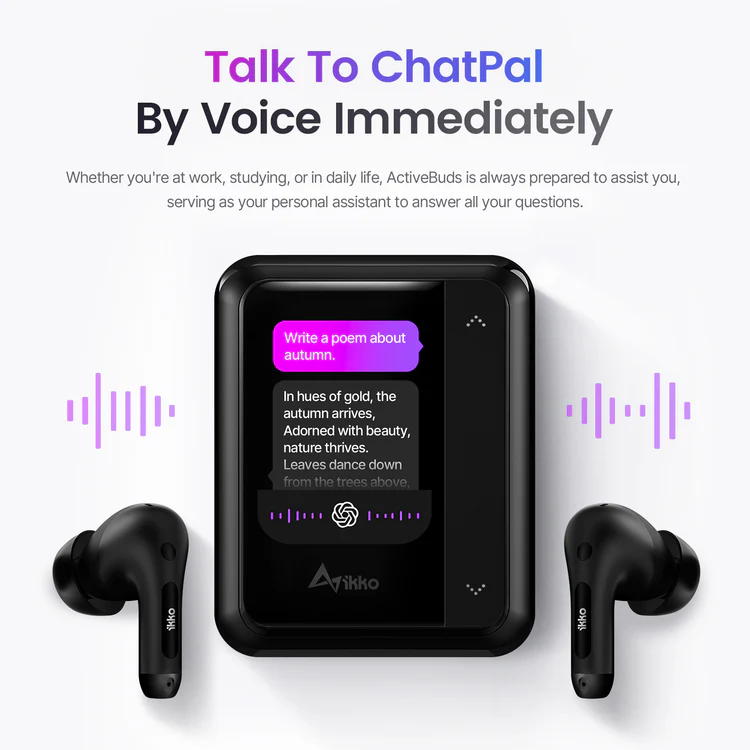 Talk To ChatPal
By Voice Immediately
Whether you're at work, studying, or in daily life, ActiveBuds is always prepared to assist you,
serving as your personal assistant to answer all your questions.
Write a poem about
autumn.
In hues of gold, the
autumn arrives,
Adorned with beauty,
nature thrives.
Leaves dance down
from the trees above,
ikko
ikko
ikko